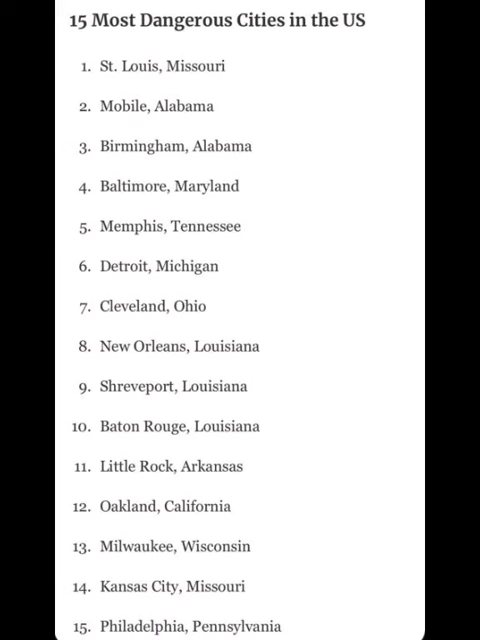 15 Most Dangerous Cities in the US
1. St. Louis, Missouri
2. Mobile, Alabama
3. Birmingham, Alabama
4. Baltimore, Maryland
5. Memphis, Tennessee
6. Detroit, Michigan
7. Cleveland, Ohio
8. New Orleans, Louisiana
9. Shreveport, Louisiana
10. Baton Rouge, Louisiana
11. Little Rock, Arkansas
12. Oakland, California
13. Milwaukee, Wisconsin
14. Kansas City, Missouri
15. Philadelphia, Pennsylvania